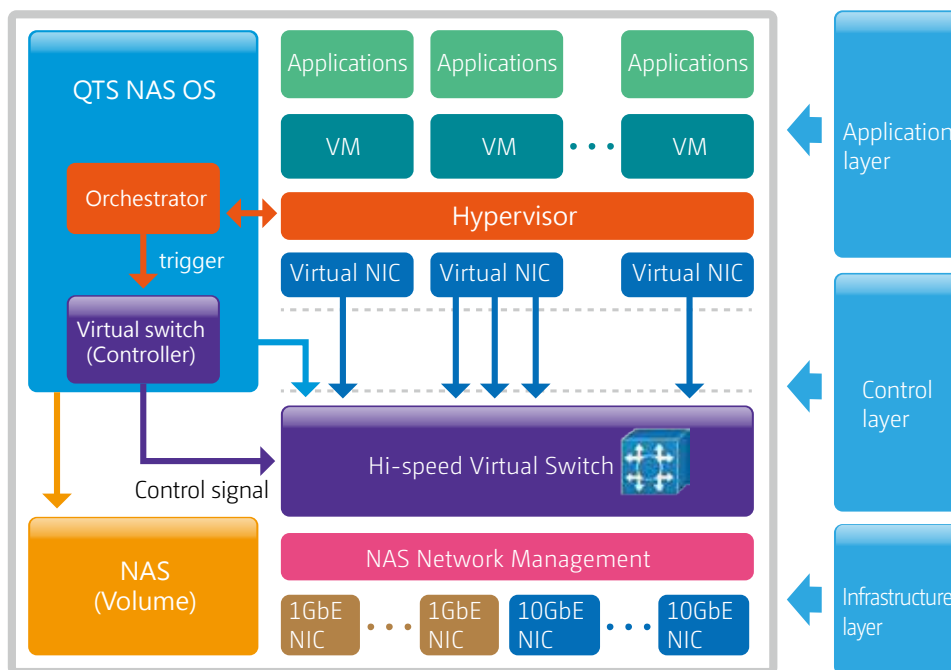 QTS NAS OS
Orchestrator
trigger
Virtual switch
(Controller)
Control signal
NAS
(Volume)
Applications
Applications
Applications
VM
VM
VM
Hypervisor
Virtual NIC
Virtual NIC
Virtual NIC
Hi-speed Virtual Switch
NAS Network Management
1GbE
NIC
1GbE
NIC
10GbE
NIC
10GbE
NIC
Application
layer
Control
layer
Infrastructure
layer